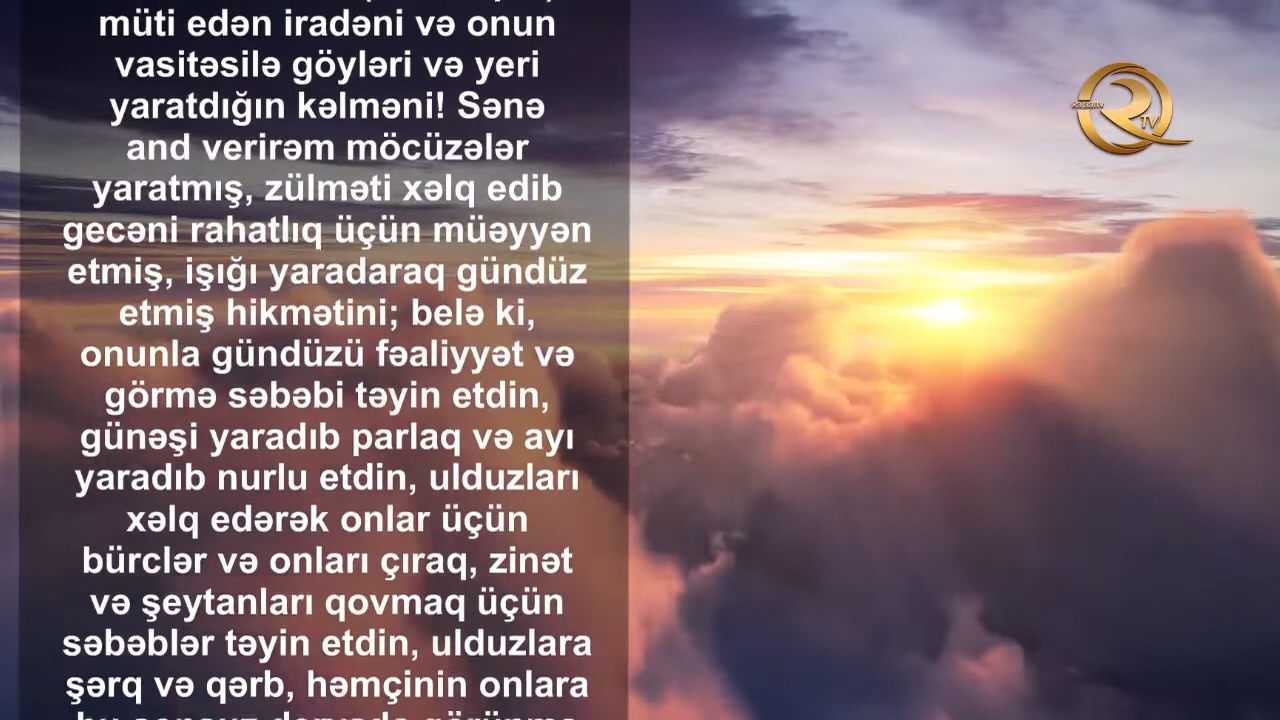 müti edən iradəni və onun
vasitəsilə göyləri və yeri
yaratdığın kəlməni! Sənə
and verirəm möcüzələr
yaratmış, zülməti xəlq edib
gecəni rahatlıq üçün müəyyən
etmiş, işığı yaradaraq gündüz
etmiş hikmətini; belə ki,
onunla gündüzü fəaliyyət və
görmə səbəbi təyin etdin,
günəşi yaradıb parlaq və ayı
yaradıb nurlu etdin, ulduzları
xəlq edərək onlar üçün
bürclər və onları çıraq, zinət
və şeytanları qovmaq üçün
səbəblər təyin etdin, ulduzlara
şərq və qərb, həmçinin onlara
TV